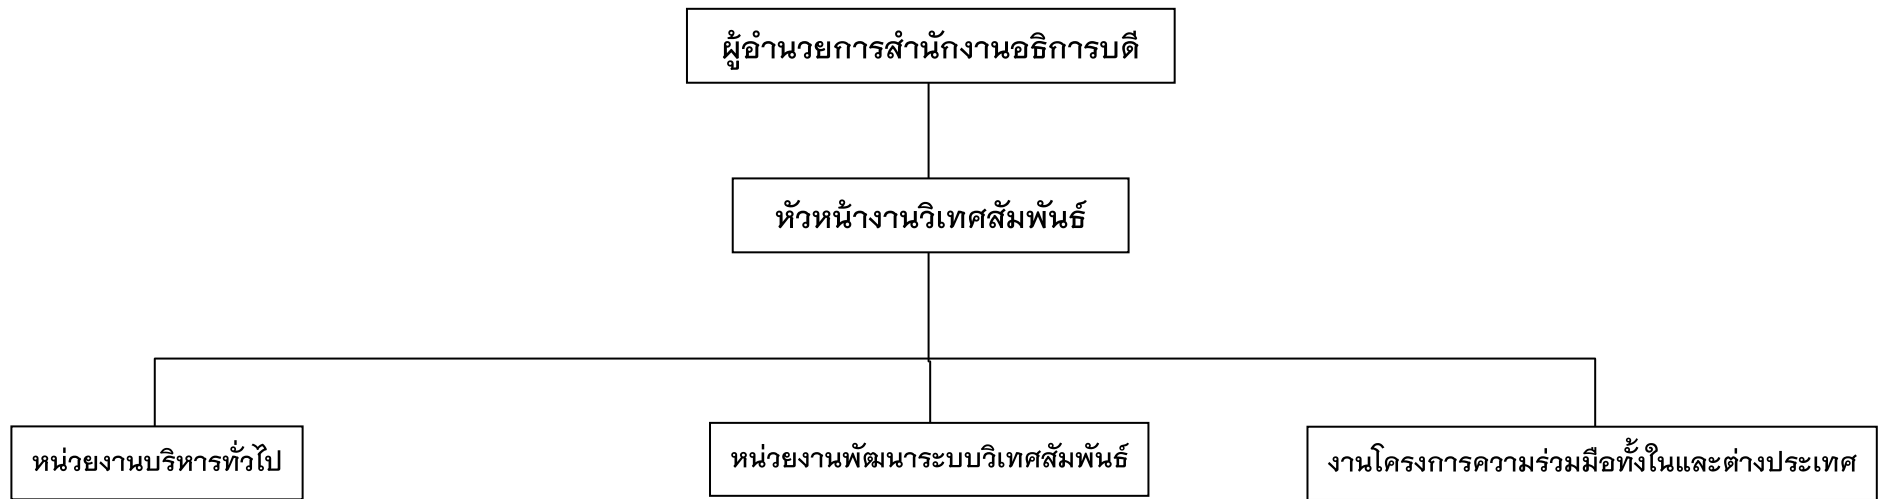 ผู้อำนวยการสำนักงานอธิการบดี
หัวหน้างานวิเทศสัมพันธ์
หน่วยงานบริหารทั่วไป
หน่วยงานพัฒนาระบบวิเทศสัมพันธ์
งานโครงการความร่วมมือทั้งในและต่างประเทศ